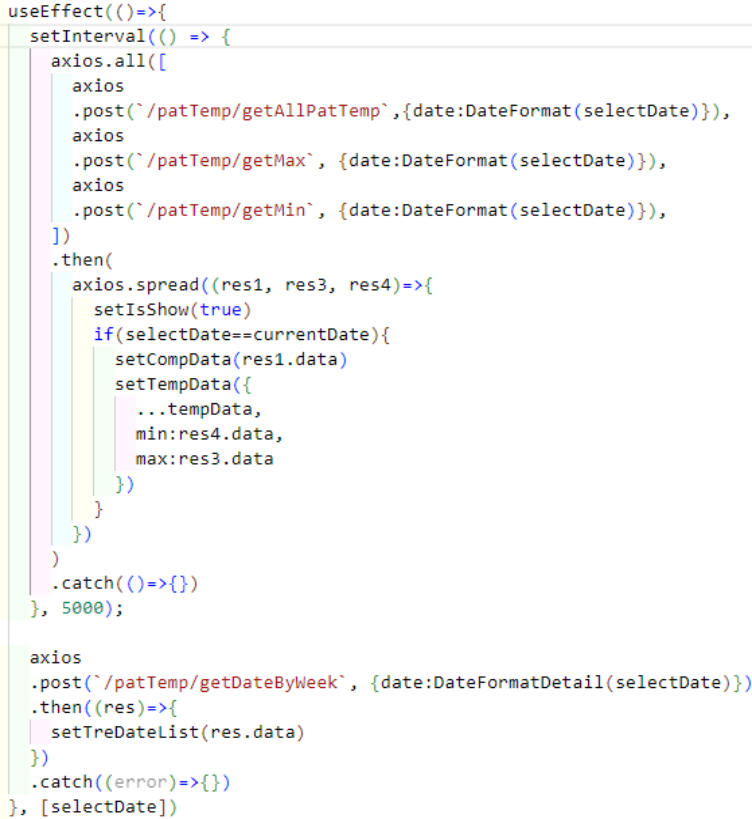 useEffect(()=>{
  setInterval(() => {
    axios.all([
      axios
      .post(`/patTemp/getAllPatTemp`,{date:DateFormat(selectDate)}),
      axios
      .post(`/patTemp/getMax`, {date:DateFormat(selectDate)}),
      axios
      .post(`/patTemp/getMin`, {date:DateFormat(selectDate)}),
    ])
    .then(
      axios.spread((res1, res3, res4)=>{
        setIsShow(true)
        if(selectDate==currentDate){
          setCompData(res1.data)
          setTempData({
            ...tempData,
            min:res4.data,
            max:res3.data
          })
        }
      })
    )
    .catch(()=>{})
  }, 5000);

  axios
  .post(`/patTemp/getDateByWeek`, {date:DateFormatDetail(selectDate)})
  .then((res)=>{
    setTreDateList(res.data)
  })
  .catch((error)=>{})
}, [selectDate])